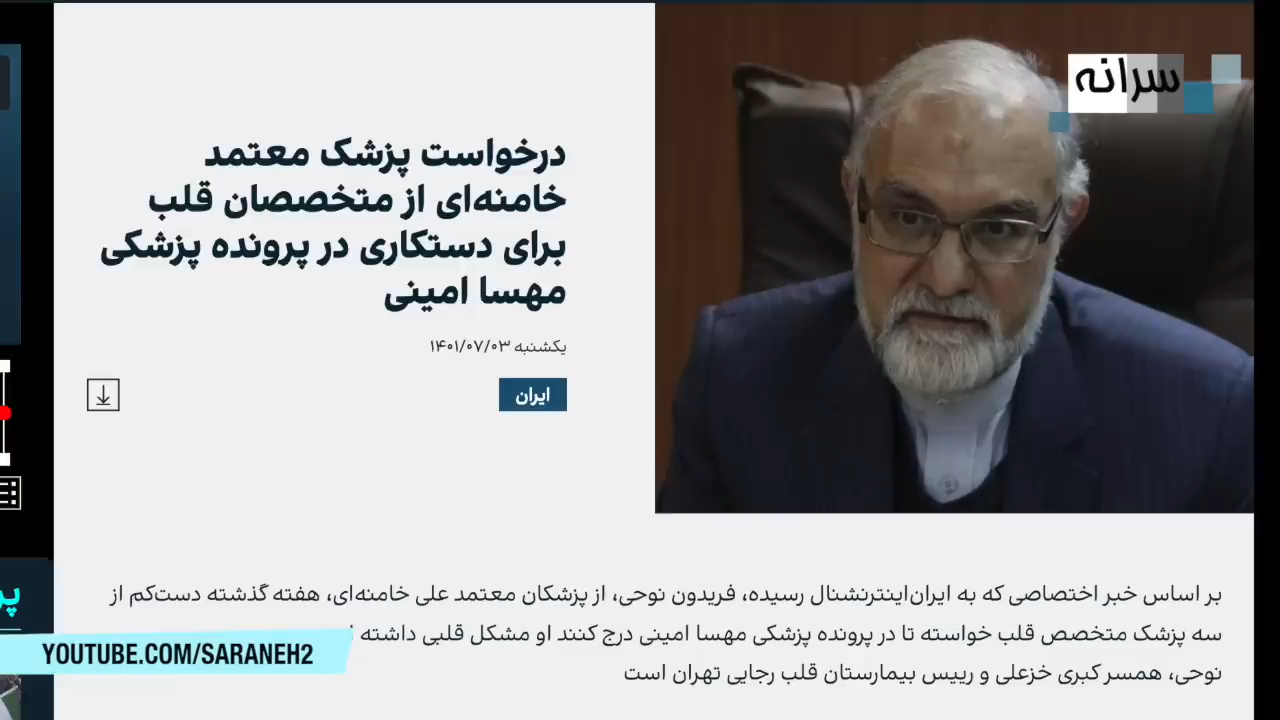 سرانه
درخواست پزشک معتمد
خامنه‌ای از متخصصان قلب
برای دستکاری در پرونده پزشکی
مهسا امینی
یکشنبه ۱۴۰۱/۰۷/۰۳
ایران
بر اساس خبر اختصاصی که به ایران‌اینترنشنال رسیده، فریدون نوحی، از پزشکان معتمد علی خامنه‌ای، هفته گذشته دست‌کم از
سه پزشک متخصص قلب خواسته تا در پرونده پزشکی مهسا امینی درج کنند او مشکل قلبی داشته
نوحی، همسر کبری خزعلی و رییس بیمارستان قلب رجایی تهران است
YOUTUBE.COM/SARANEH2